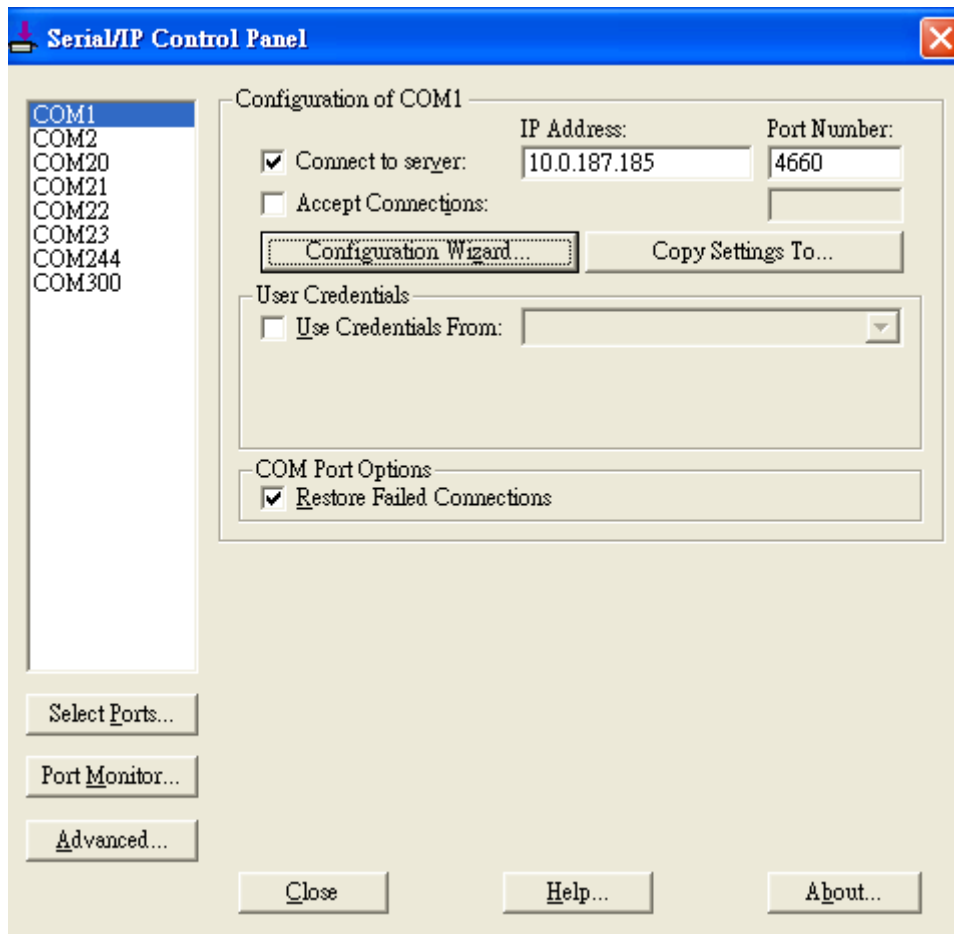 Serial/IP Control Panel
COM1
COM2
COM20
COM21
COM22
COM23
COM244
COM300
Configuration of COM1
IP Address: Port Number:
Connect to server: 10.0.187.185 4660
Accept Connections:
Configuration Wizard... Copy Settings To...
User Credentials
Use Credentials From:
COM Port Options
Restore Failed Connections
Select Ports...
Port Monitor...
Advanced...
Close Help... About...